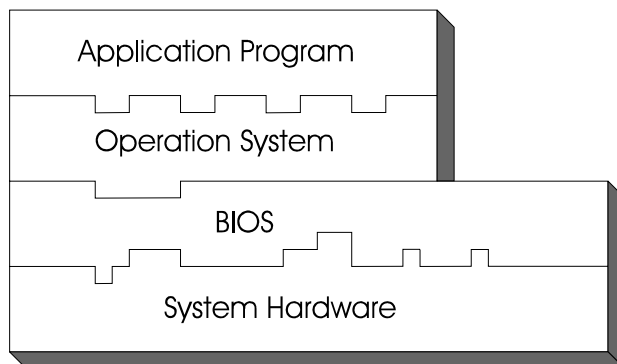 Application Program
Operation System
BIOS
System Hardware